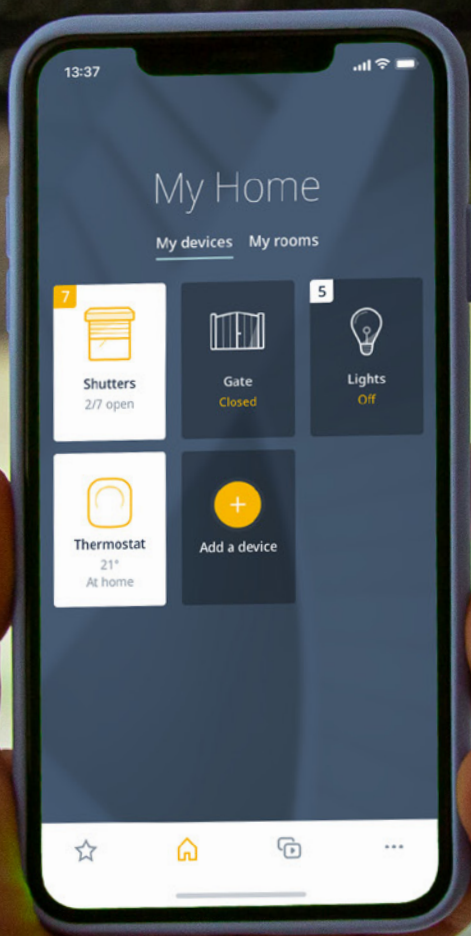 13:37
My Home
My devices My rooms
7
5
Shutters
2/7 open
Gate
Closed
Lights
Off
Thermostat
21°
At home
Add a device